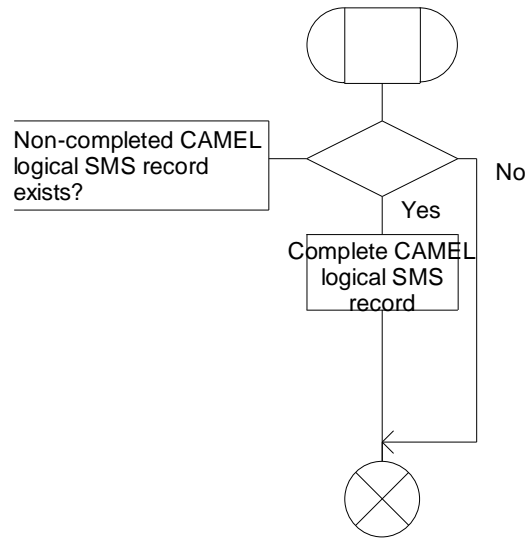 Non-completed CAMEL
logical SMS record
exists?
No
Yes
Complete CAMEL
logical SMS
record